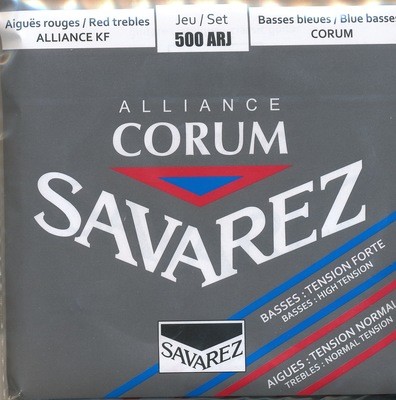 Aiguës rouges / Red trebles
ALLIANCE KF
Jeu / Set
500 ARJ
Basses bleues / Blue basses
CORUM
ALLIANCE
CORUM
SAVAREZ
BASSES : TENSION FORTE
BASSES : HIGH TENSION
AIGUES : TENSION NORMAL
TREBLES : NORMAL TENSION
SAVAREZ